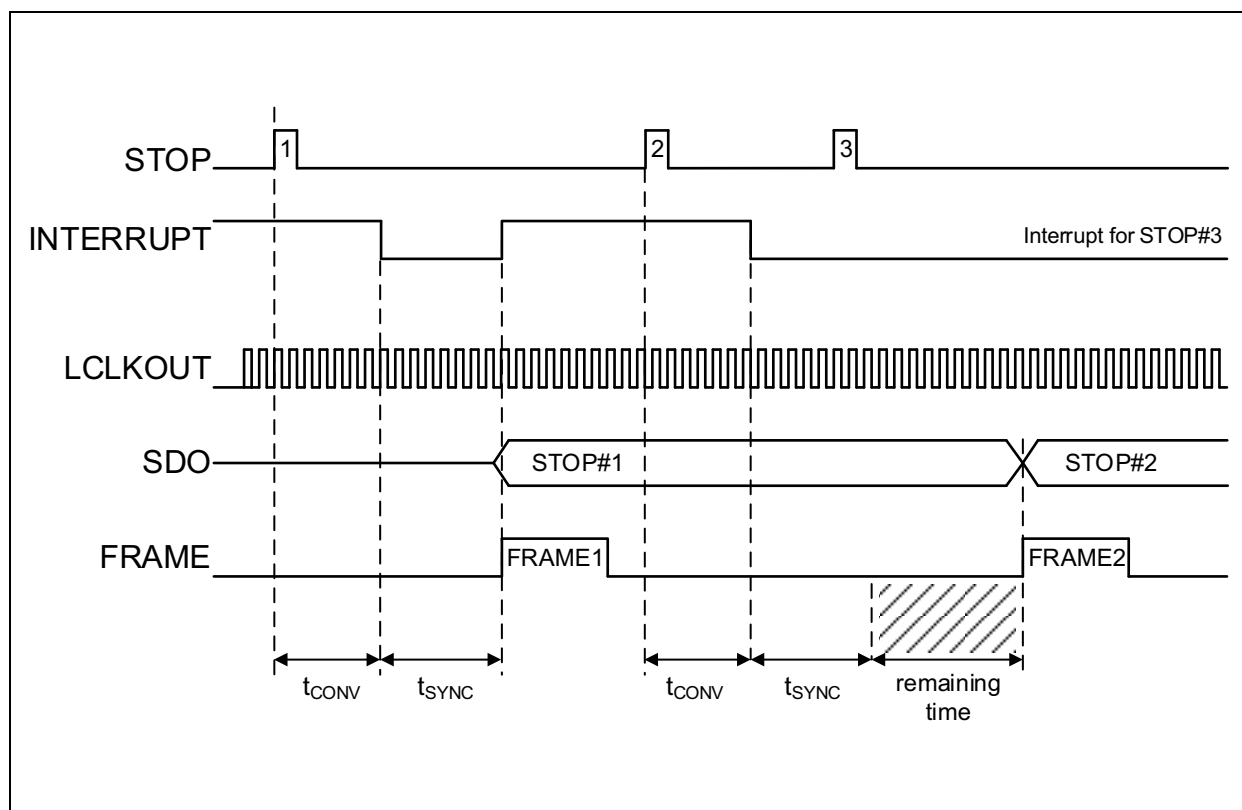 STOP
1
2
3
INTERRUPT
Interrupt for STOP#3
LCLKOUT
SDO
STOP#1
STOP#2
FRAME
FRAME1
FRAME2
tCONV
tSYNC
tCONV
tSYNC
remaining
time